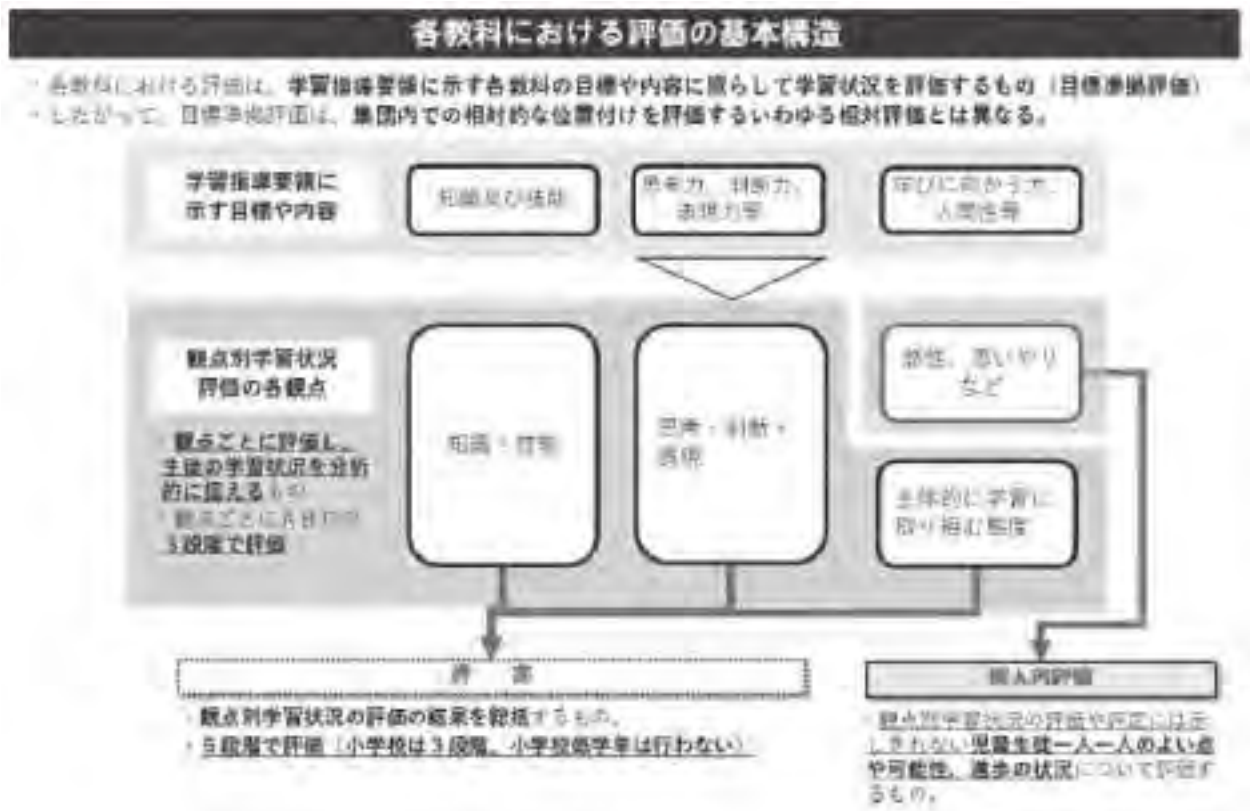 各教科における評価の基本構造
・各教科における評価は、学習指導要領に示す各教科の目標や内容に照らして学習状況を評価するもの（目標準拠評価）
・したがって、目標準拠評価は、集団内での相対的な位置付けを評価するいわゆる相対評価とは異なる。
学習指導要領に
示す目標や内容
知識及び技能
思考力、判断力、
表現力等
学びに向かう力、
人間性等
観点別学習状況
評価の各観点
・観点ごとに評価し、
生徒の学習状況を分析
的に捉えるもの
・観点ごとにABCの
3段階で評価
知識・技能
思考・判断・
表現
感性、思いやり
など
主体的に学習に
取り組む態度
評定
・観点別学習状況の評価の結果を総括するもの。
・5段階で評価（小学校は3段階。小学校低学年は行わない）
個人内評価
・観点別学習状況の評価や評定には示
しきれない児童生徒一人一人のよい点
や可能性、進歩の状況について評価す
るもの。